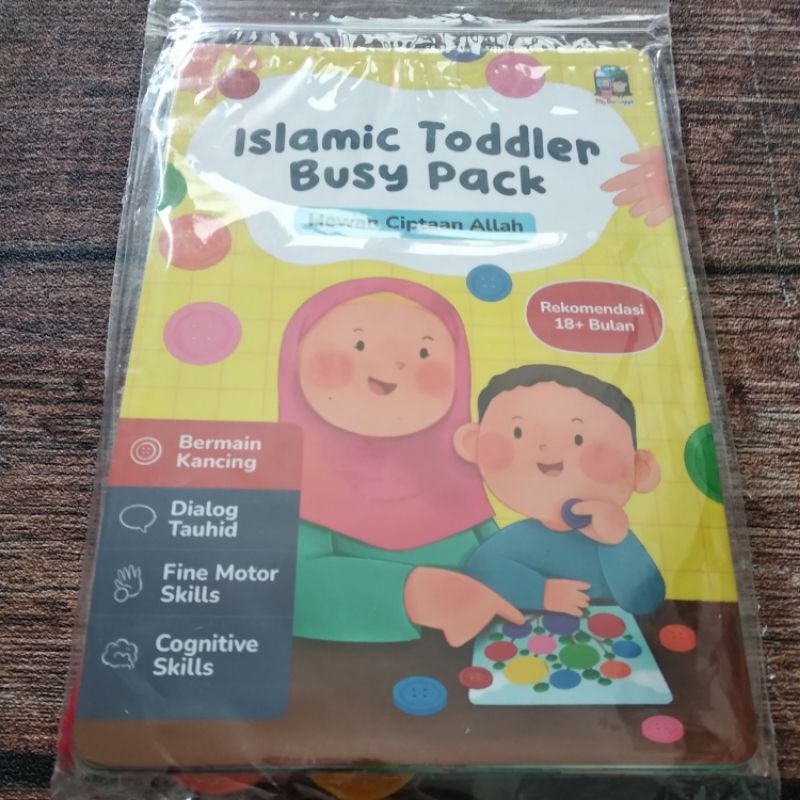 Islamic Toddler
Busy Pack
Hewan Ciptaan Allah
Rekomendasi
18+ Bulan
Bermain
Kancing
Dialog
Tauhid
Fine Motor
Skills
Cognitive
Skills